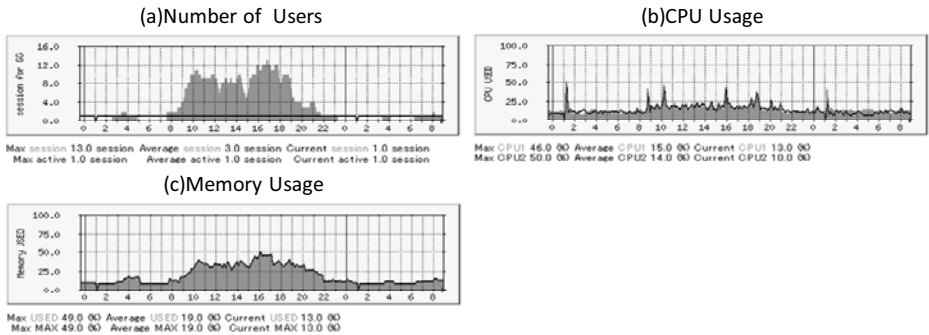 (a)Number of Users
16.0
12.0
8.0
4.0
0.0
session for GG
0 2 4 6 8 10 12 14 16 18 20 22 0 2 4 6 8
Max session 13.0 session Average session 3.0 session Current session 1.0 session
Max active 1.0 session Average active 1.0 session Current active 1.0 session
(b)CPU Usage
100.0
75.0
50.0
25.0
0.0
CPU USED
0 2 4 6 8 10 12 14 16 18 20 22 0 2 4 6 8
Max CPU1 46.0 (%) Average CPU1 15.0 (%) Current CPU1 13.0 (%)
Max CPU2 50.0 (%) Average CPU2 14.0 (%) Current CPU2 10.0 (%)
(c)Memory Usage
100.0
75.0
50.0
25.0
0.0
Memory USED
0 2 4 6 8 10 12 14 16 18 20 22 0 2 4 6 8
Max USED 49.0 (%) Average USED 19.0 (%) Current USED 13.0 (%)
Max MAX 49.0 (%) Average MAX 19.0 (%) Current MAX 13.0 (%)